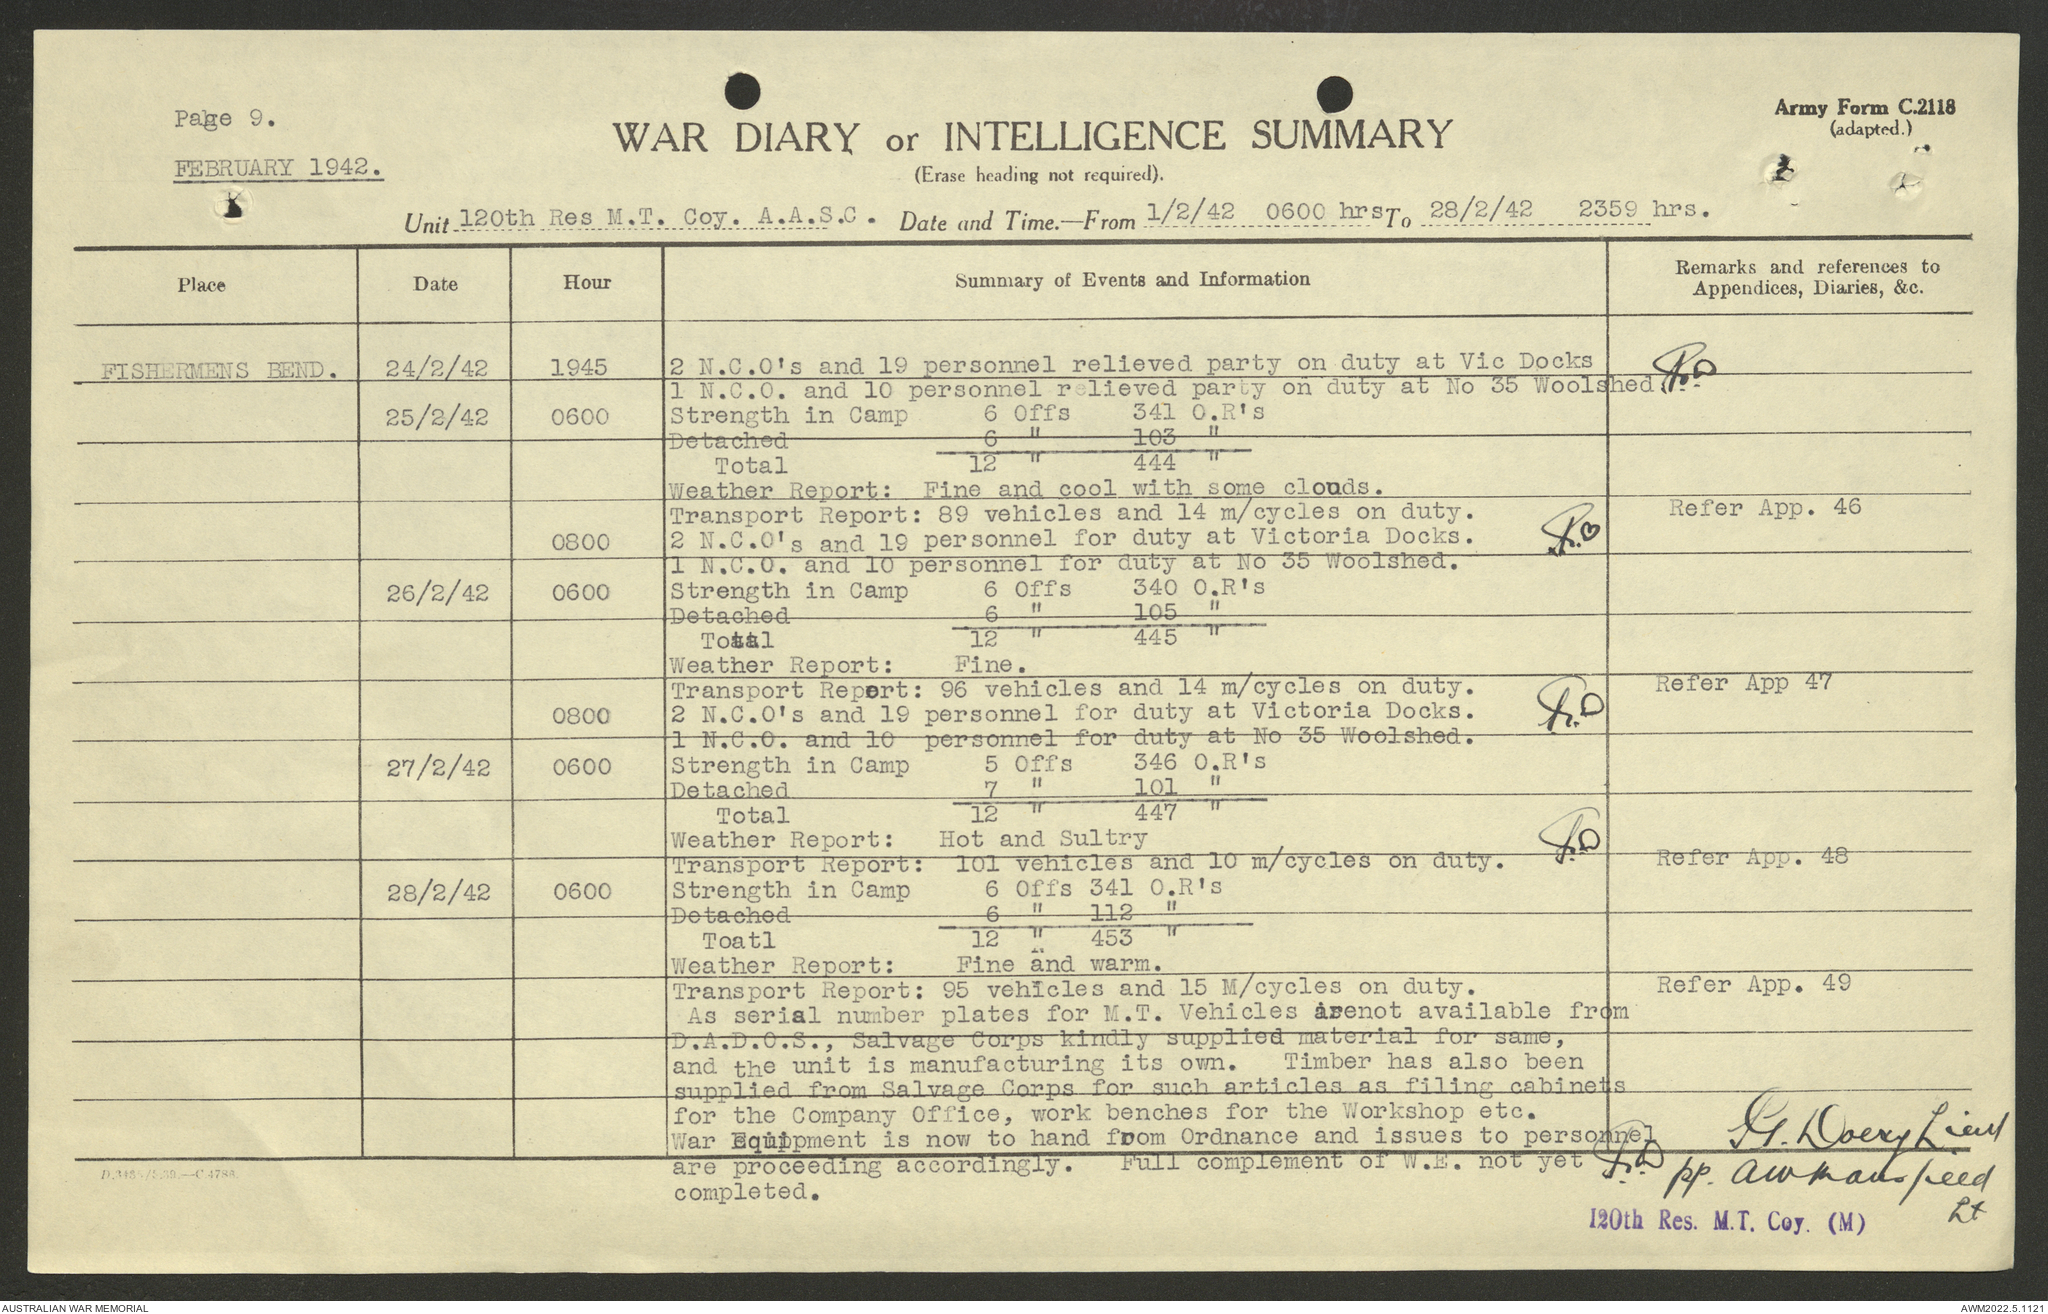 Page 9.
FEBRUARY 1942.
WAR DIARY or INTELLIGENCE SUMMARY
(Erase heading not required).
Army Form C.2118
(adapted.)
Unit 120th Res M.T. Coy. A.A.S.C. Date and Time.—From 1/2/42 0600 hrs To 28/2/42 2359 hrs.
Place Date Hour Summary of Events and Information Remarks and references to Appendices, Diaries, &c.
FISHERMENS BEND. 24/2/42 1945 2 N.C.O's and 19 personnel relieved party on duty at Vic Docks
1 N.C.O. and 10 personnel relieved party on duty at No 35 Woolshed.
25/2/42 0600 Strength in Camp 6 Offs 341 O.R's
Detached 6 " 103 "
Total 12 " 444 "
Weather Report: Fine and cool with some clouds.
Transport Report: 89 vehicles and 14 m/cycles on duty. Refer App. 46
0800 2 N.C.O's and 19 personnel for duty at Victoria Docks.
1 N.C.O. and 10 personnel for duty at No 35 Woolshed.
26/2/42 0600 Strength in Camp 6 Offs 340 O.R's
Detached 6 " 105 "
Total 12 " 445 "
Weather Report: Fine.
Transport Report: 96 vehicles and 14 m/cycles on duty. Refer App 47
0800 2 N.C.O's and 19 personnel for duty at Victoria Docks.
1 N.C.O. and 10 personnel for duty at No 35 Woolshed.
27/2/42 0600 Strength in Camp 5 Offs 346 O.R's
Detached 7 " 101 "
Total 12 " 447 "
Weather Report: Hot and Sultry
Transport Report: 101 vehicles and 10 m/cycles on duty. Refer App. 48
28/2/42 0600 Strength in Camp 6 Offs 341 O.R's
Detached 6 " 112 "
Toatl 12 " 453 "
Weather Report: Fine and warm.
Transport Report: 95 vehicles and 15 M/cycles on duty. Refer App. 49
As serial number plates for M.T. Vehicles are not available from
D.A.D.O.S., Salvage Corps kindly supplied material for same,
and the unit is manufacturing its own. Timber has also been
supplied from Salvage Corps for such articles as filing cabinets
for the Company Office, work benches for the Workshop etc.
War Equipment is now to hand from Ordnance and issues to personnel
are proceeding accordingly. Full complement of W.E. not yet
completed.
G. Doery Lieut
pp. AW Mansfield
Lt
120th Res. M.T. Coy. (M)
AUSTRALIAN WAR MEMORIAL
AWM2022.5.1121